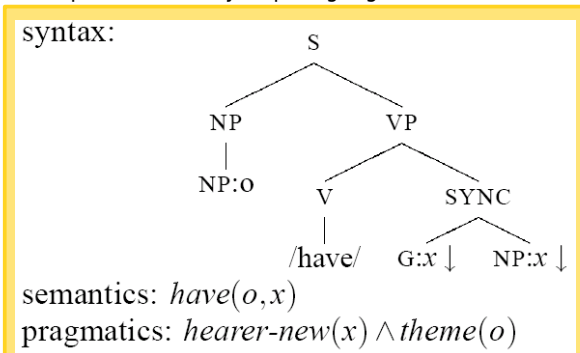 syntax:
S
NP VP
NP:o
V SYNC
/have/ G:x ↓ NP:x ↓
semantics: have(o,x)
pragmatics: hearer-new(x) ∧ theme(o)